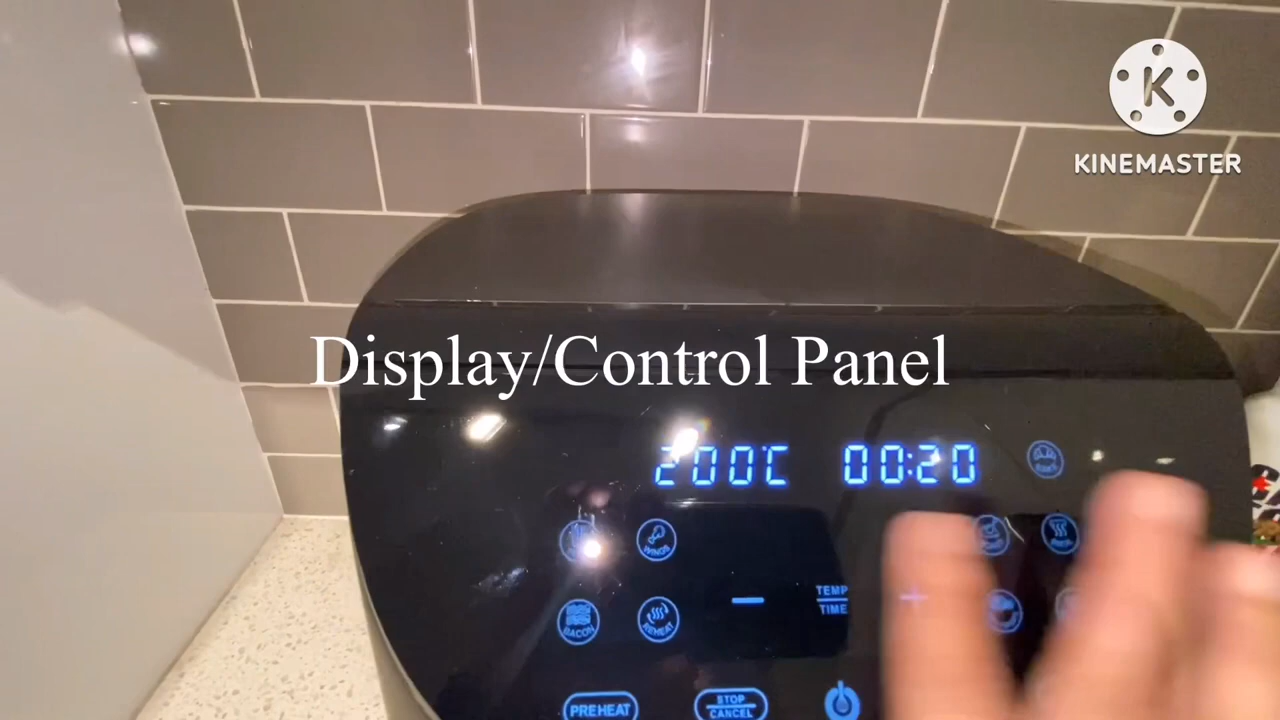 K
KINEMASTER
Display/Control Panel
200℃ 00:20
WINGS
BACON
REHEAT
TEMP
TIME
PREHEAT
STOP
CANCEL